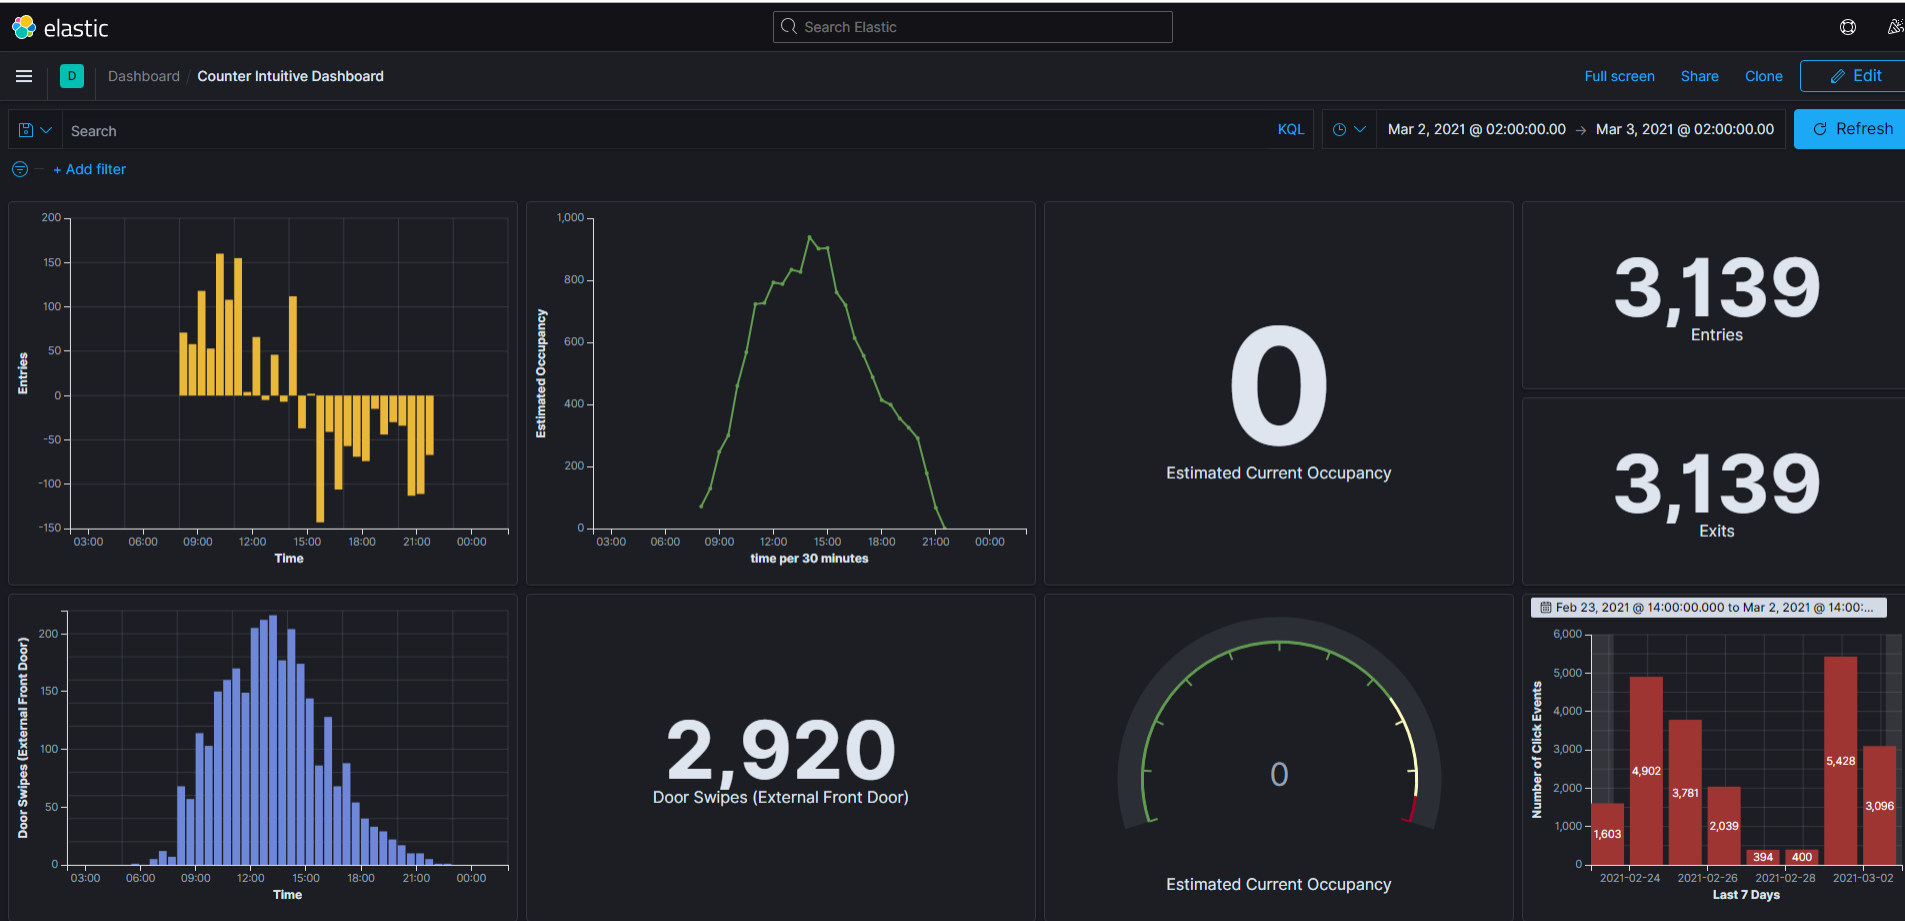 elastic
Search Elastic
D
Dashboard / Counter Intuitive Dashboard
Full screen Share Clone Edit
Search KQL
Mar 2, 2021 @ 02:00:00.00 → Mar 3, 2021 @ 02:00:00.00
Refresh
+ Add filter
200
150
100
50
0
-50
-100
-150
Entries
03:00 06:00 09:00 12:00 15:00 18:00 21:00 00:00
Time
1,000
800
600
400
200
0
Estimated Occupancy
03:00 06:00 09:00 12:00 15:00 18:00 21:00 00:00
time per 30 minutes
0
Estimated Current Occupancy
3,139
Entries
3,139
Exits
200
150
100
50
0
Door Swipes (External Front Door)
03:00 06:00 09:00 12:00 15:00 18:00 21:00 00:00
Time
2,920
Door Swipes (External Front Door)
0
Estimated Current Occupancy
Feb 23, 2021 @ 14:00:00.000 to Mar 2, 2021 @ 14:00:...
6,000
5,000
4,000
3,000
2,000
1,000
0
Number of Click Events
1,603
4,902
3,781
2,039
394
400
5,428
3,096
2021-02-24 2021-02-26 2021-02-28 2021-03-02
Last 7 Days